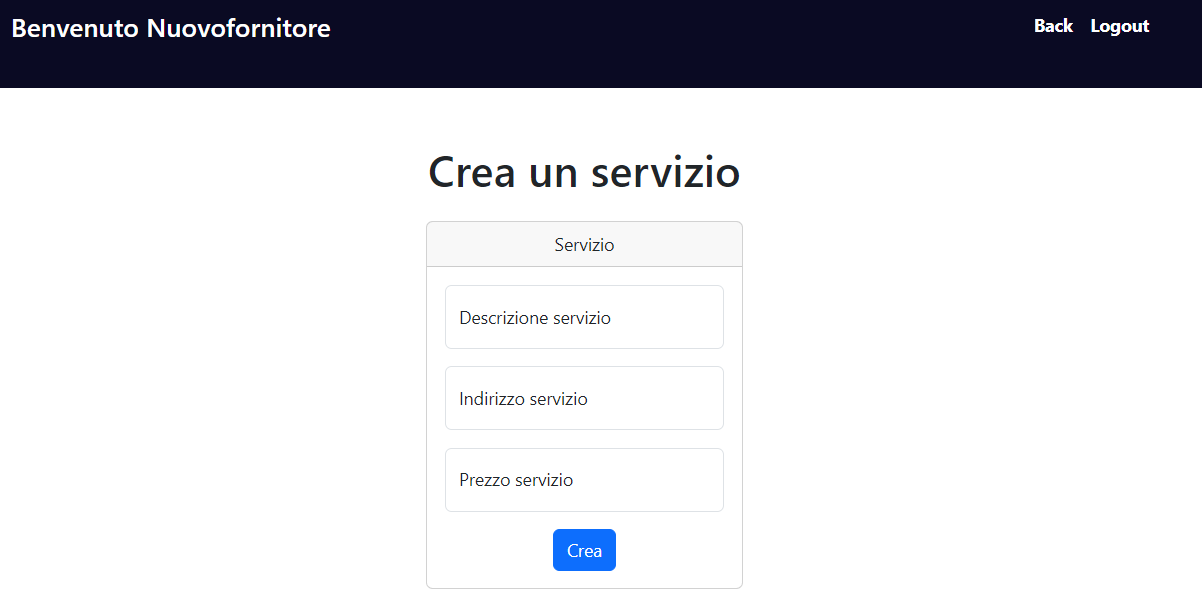 Benvenuto Nuovofornitore
Back Logout
Crea un servizio
Servizio
Descrizione servizio
Indirizzo servizio
Prezzo servizio
Crea